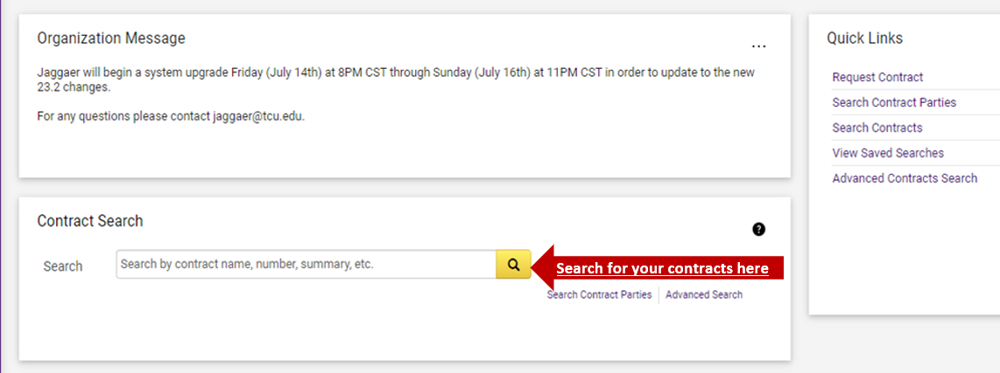 Organization Message
...
Jaggaer will begin a system upgrade Friday (July 14th) at 8PM CST through Sunday (July 16th) at 11PM CST in order to update to the new
23.2 changes.
For any questions please contact jaggaer@tcu.edu.
Contract Search
?
Search
Search by contract name, number, summary, etc.
Search for your contracts here
Search Contract Parties
Advanced Search
Quick Links
Request Contract
Search Contract Parties
Search Contracts
View Saved Searches
Advanced Contracts Search